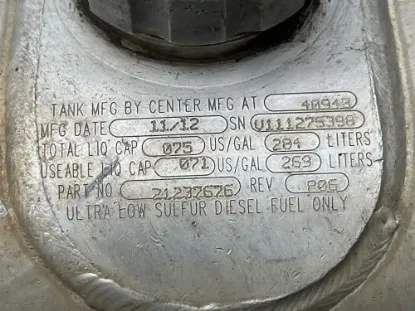 TANK MFG BY CENTER MFG AT 40943
MFG DATE 11/12 SN U111275398
TOTAL LIQ CAP 075 US/GAL 284 LITERS
USEABLE LIQ CAP 071 US/GAL 269 LITERS
PART NO 21237676 REV P06
ULTRA LOW SULFUR DIESEL FUEL ONLY